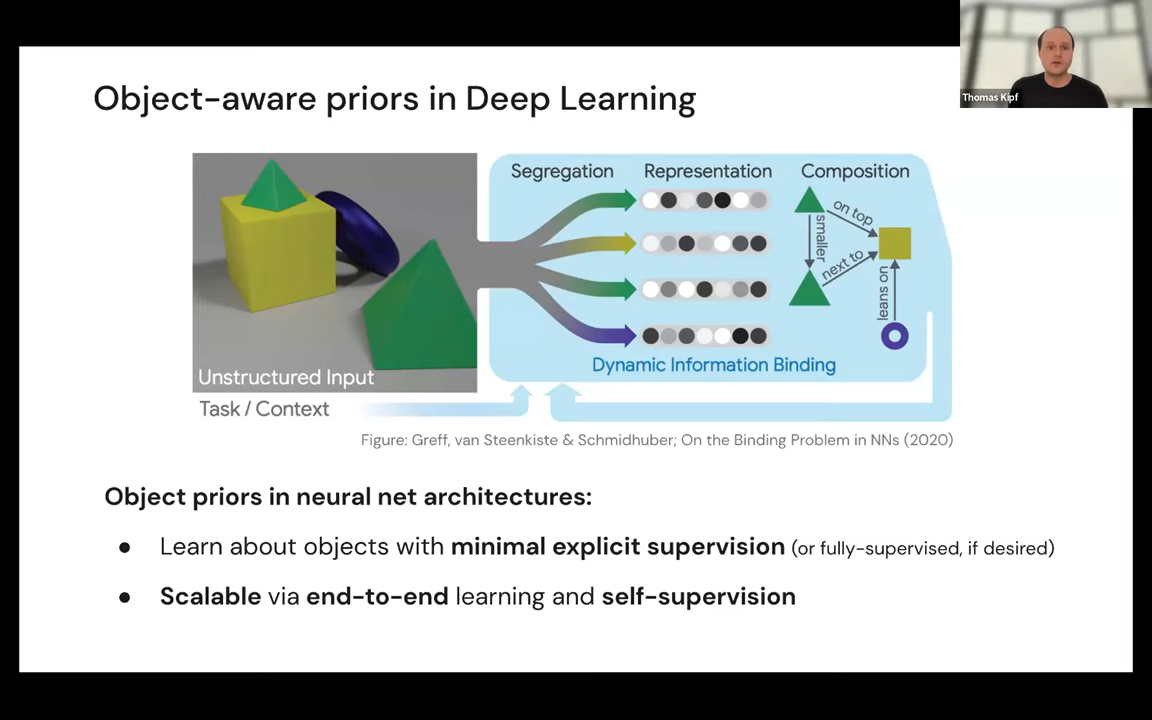 Thomas Kipf
Object-aware priors in Deep Learning
Segregation
Representation
Composition
on top
smaller
next to
leans on
Dynamic Information Binding
Unstructured Input
Task / Context
Figure: Greff, van Steenkiste & Schmidhuber; On the Binding Problem in NNs (2020)
Object priors in neural net architectures:
● Learn about objects with minimal explicit supervision (or fully-supervised, if desired)
● Scalable via end-to-end learning and self-supervision